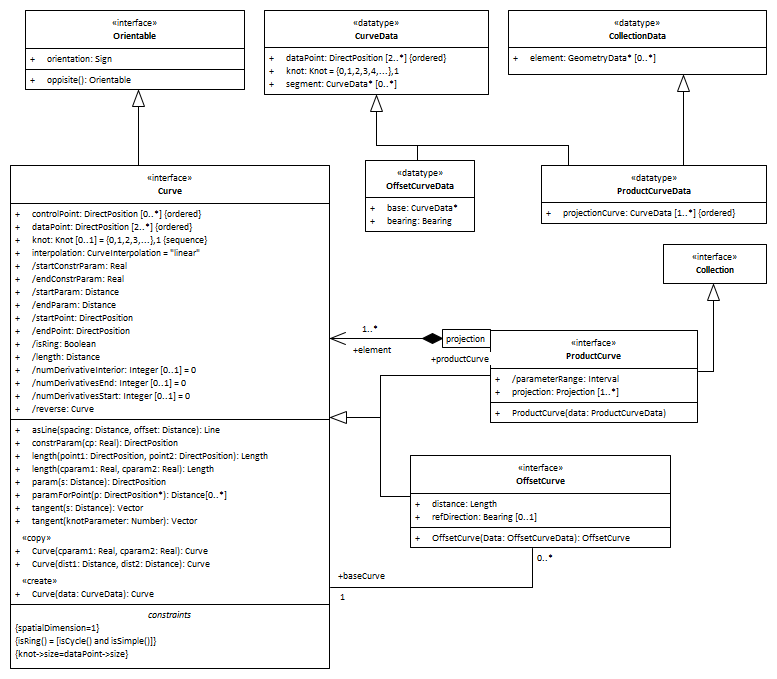 «interface»
Orientable
+ orientation: Sign
+ oppisite(): Orientable
«datatype»
CurveData
+ dataPoint: DirectPosition [2..*] {ordered}
+ knot: Knot = {0,1,2,3,4,...},1
+ segment: CurveData* [0..*]
«datatype»
CollectionData
+ element: GeometryData* [0..*]
«datatype»
OffsetCurveData
+ base: CurveData*
+ bearing: Bearing
«datatype»
ProductCurveData
+ projectionCurve: CurveData [1..*] {ordered}
«interface»
Curve
+ controlPoint: DirectPosition [0..*] {ordered}
+ dataPoint: DirectPosition [2..*] {ordered}
+ knot: Knot [0..1] = {0,1,2,3,...},1 {sequence}
+ interpolation: CurveInterpolation = "linear"
+ /startConstrParam: Real
+ /endConstrParam: Real
+ /startParam: Distance
+ /endParam: Distance
+ /startPoint: DirectPosition
+ /endPoint: DirectPosition
+ /isRing: Boolean
+ /length: Distance
+ /numDerivativeInterior: Integer [0..1] = 0
+ /numDerivativesEnd: Integer [0..1] = 0
+ /numDerivativesStart: Integer [0..1] = 0
+ /reverse: Curve
+ asLine(spacing: Distance, offset: Distance): Line
+ constrParam(cp: Real): DirectPosition
+ length(point1: DirectPosition, point2: DirectPosition): Length
+ length(cparam1: Real, cparam2: Real): Length
+ param(s: Distance): DirectPosition
+ paramForPoint(p: DirectPosition*): Distance[0..*]
+ tangent(s: Distance): Vector
+ tangent(knotParameter: Number): Vector
«copy»
+ Curve(cparam1: Real, cparam2: Real): Curve
+ Curve(dist1: Distance, dist2: Distance): Curve
«create»
+ Curve(data: CurveData): Curve
constraints
{spatialDimension=1}
{isRing() = [isCycle() and isSimple()]}
{knot->size=dataPoint->size}
«interface»
Collection
1..*
+element
projection
+productCurve
«interface»
ProductCurve
+ /parameterRange: Interval
+ projection: Projection [1..*]
+ ProductCurve(data: ProductCurveData)
«interface»
OffsetCurve
+ distance: Length
+ refDirection: Bearing [0..1]
+ OffsetCurve(Data: OffsetCurveData): OffsetCurve
0..*
+baseCurve
1